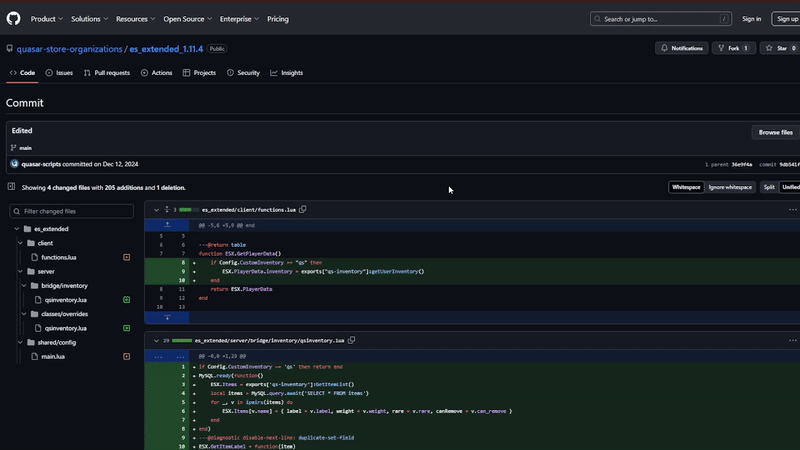 Product Solutions Resources Open Source Enterprise Pricing Search or jump to... / Sign in Sign up
quasar-store-organizations / es_extended_1.11.4 Public Notifications Fork 1 Star 0
Code Issues Pull requests Actions Projects Security Insights
Commit
Edited Browse files
main
quasar-scripts committed on Dec 12, 2024 1 parent 36e9f4a commit 9db541f
Showing 4 changed files with 205 additions and 1 deletion. Whitespace Ignore whitespace Split Unified
Filter changed files
es_extended
client
functions.lua
server
bridge/inventory
qsinventory.lua
classes/overrides
qsinventory.lua
shared/config
main.lua
3 es_extended/client/functions.lua
@@ -5,6 +5,9 @@ end
5 5
6 6 ---@return table
7 7 function ESX.GetPlayerData()
8 + if Config.CustomInventory == "qs" then
9 + ESX.PlayerData.inventory = exports["qs-inventory"]:getUserInventory()
10 + end
8 11 return ESX.PlayerData
9 12 end
10 13
es_extended/server/bridge/inventory/qsinventory.lua
1 + if Config.CustomInventory ~= 'qs' then return end
2 + MySQL.ready(function()
3 + ESX.Items = exports['qs-inventory']:GetItemList()
4 + local items = MySQL.query.await('SELECT * FROM items')
5 + for _, v in ipairs(items) do
6 + ESX.Items[v.name] = { label = v.label, weight = v.weight, rare = v.rare, canRemove = v.can_remove }
7 + end
8 + end)
9 + ---@diagnostic disable-next-line: duplicate-set-field
10 + ESX.GetItemLabel = function(item)